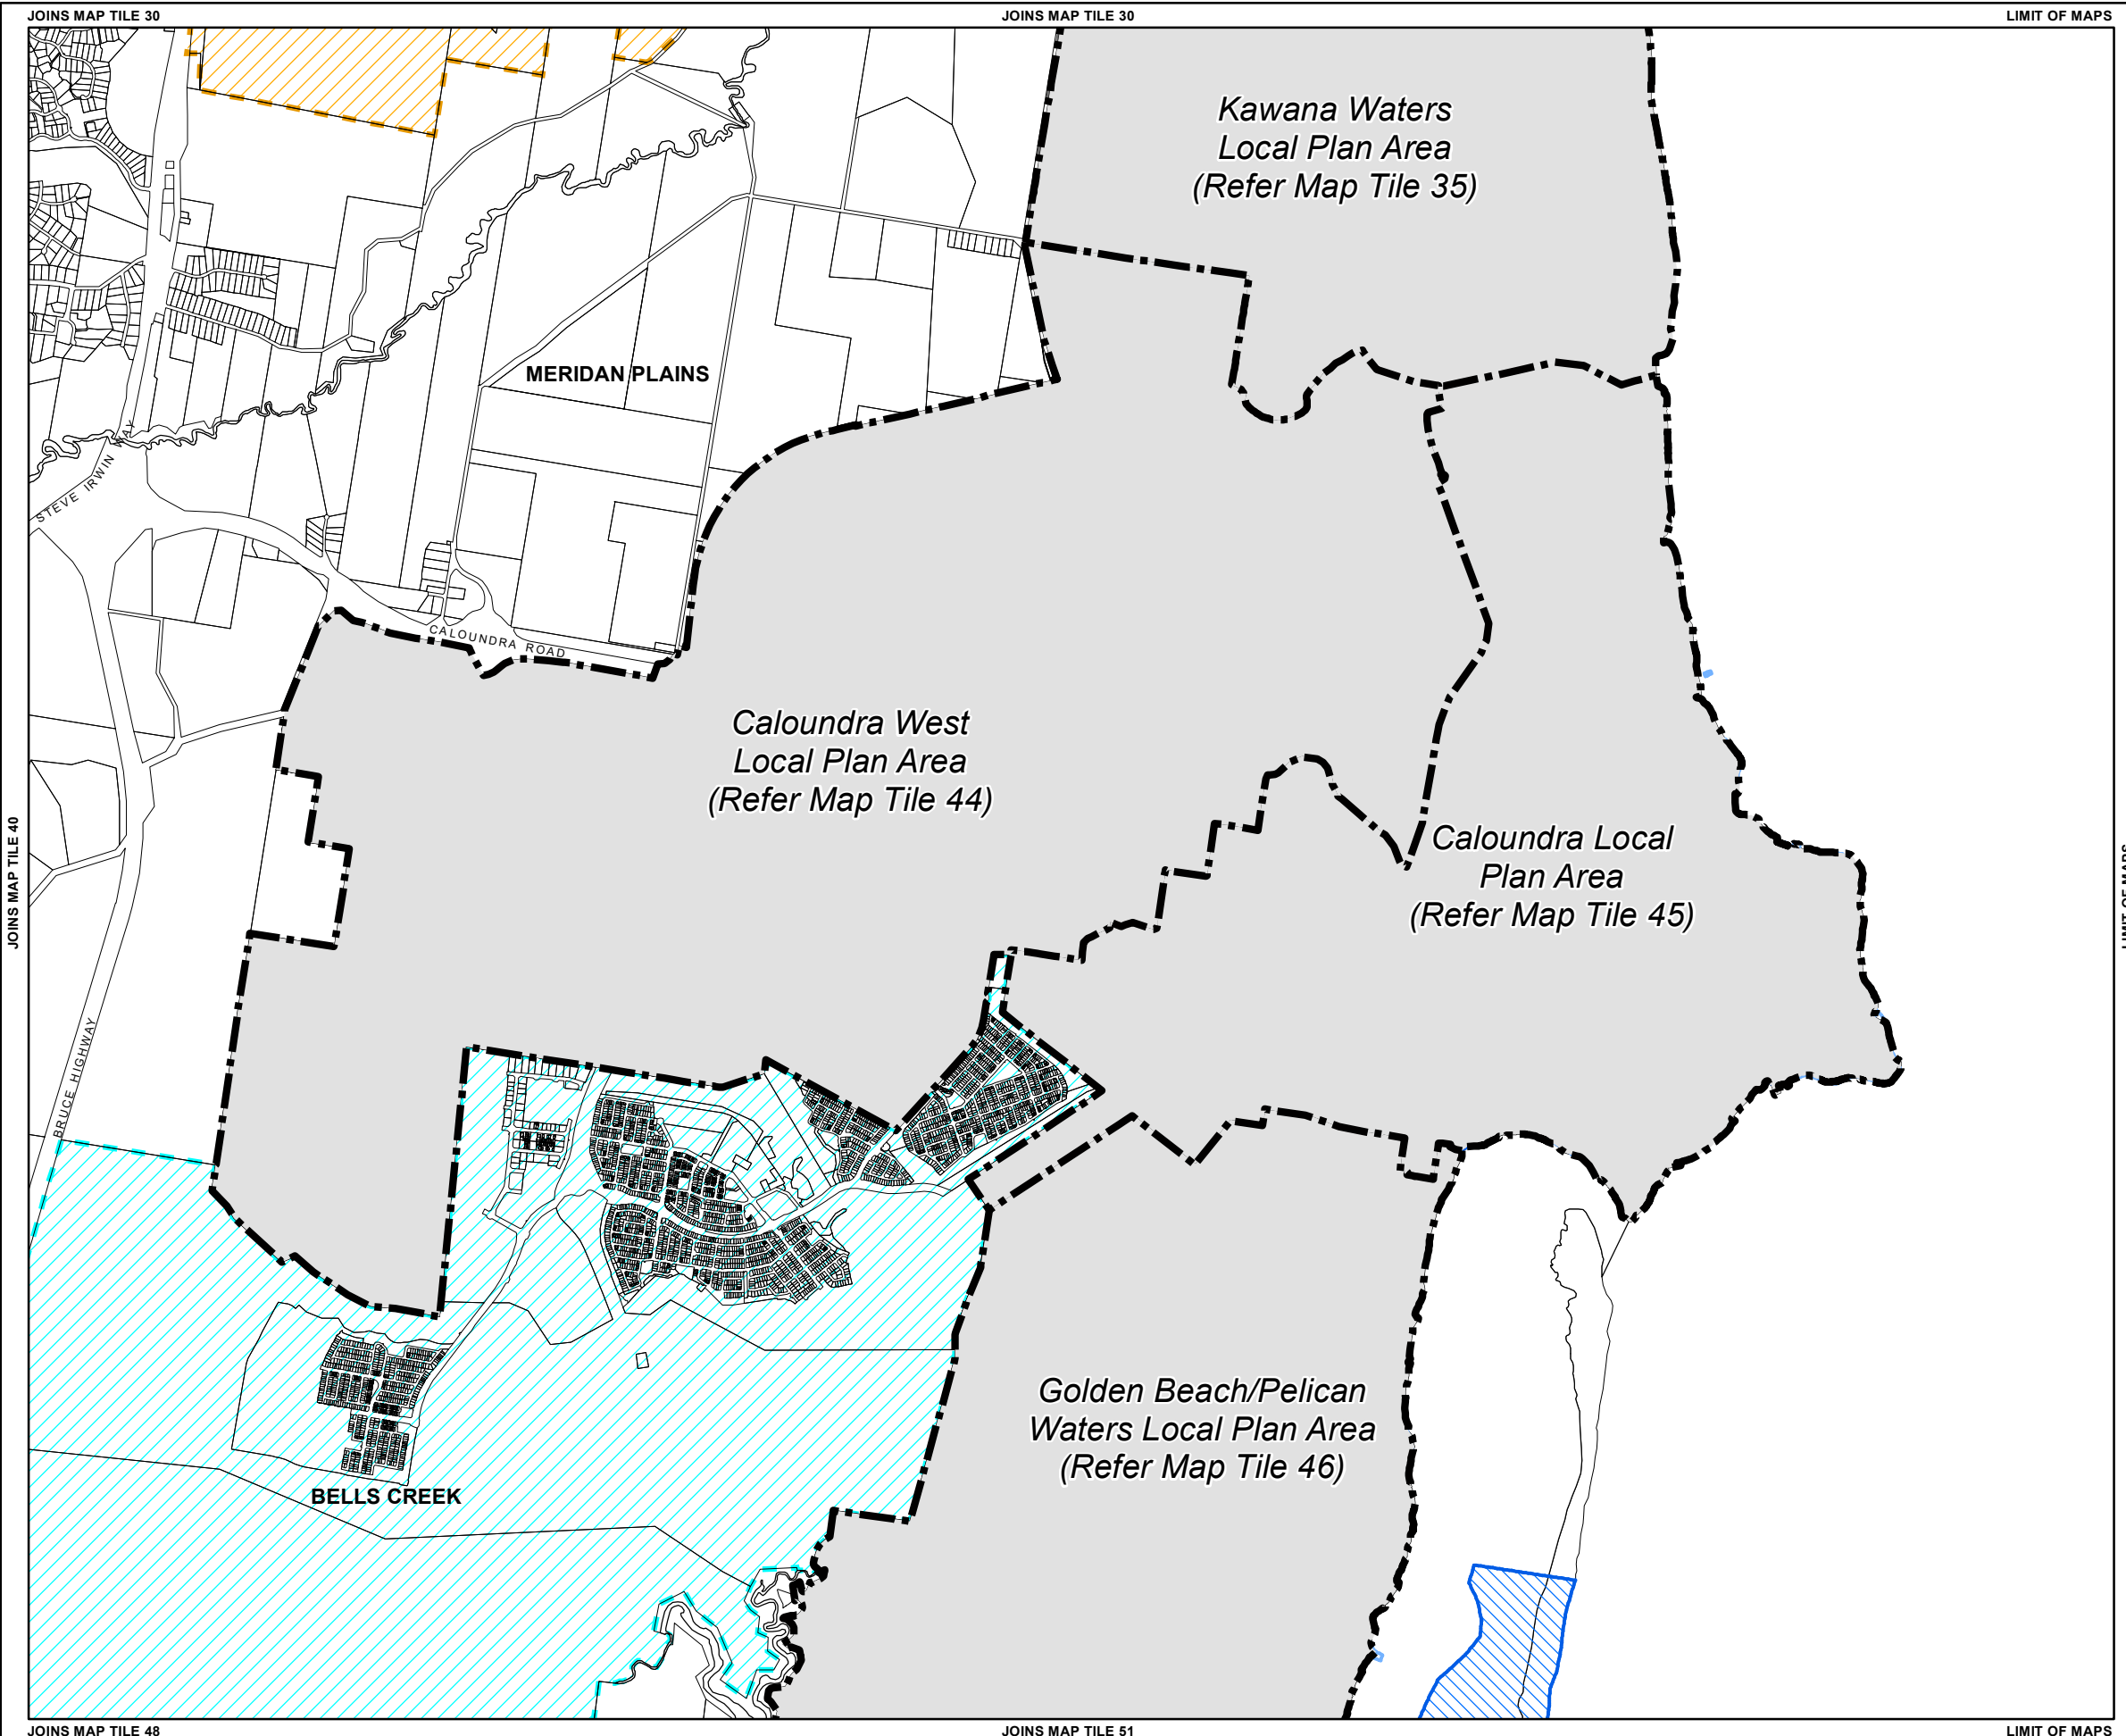 JOINS MAP TILE 30
JOINS MAP TILE 30
LIMIT OF MAPS
Kawana Waters
Local Plan Area
(Refer Map Tile 35)
MERIDAN PLAINS
STEVE IRWIN WAY
CALOUNDRA ROAD
Caloundra West
Local Plan Area
(Refer Map Tile 44)
JOINS MAP TILE 40
Caloundra Local
Plan Area
(Refer Map Tile 45)
LIMIT OF MAPS
BRUCE HIGHWAY
Golden Beach/Pelican
Waters Local Plan Area
(Refer Map Tile 46)
BELLS CREEK
JOINS MAP TILE 48
JOINS MAP TILE 51
LIMIT OF MAPS